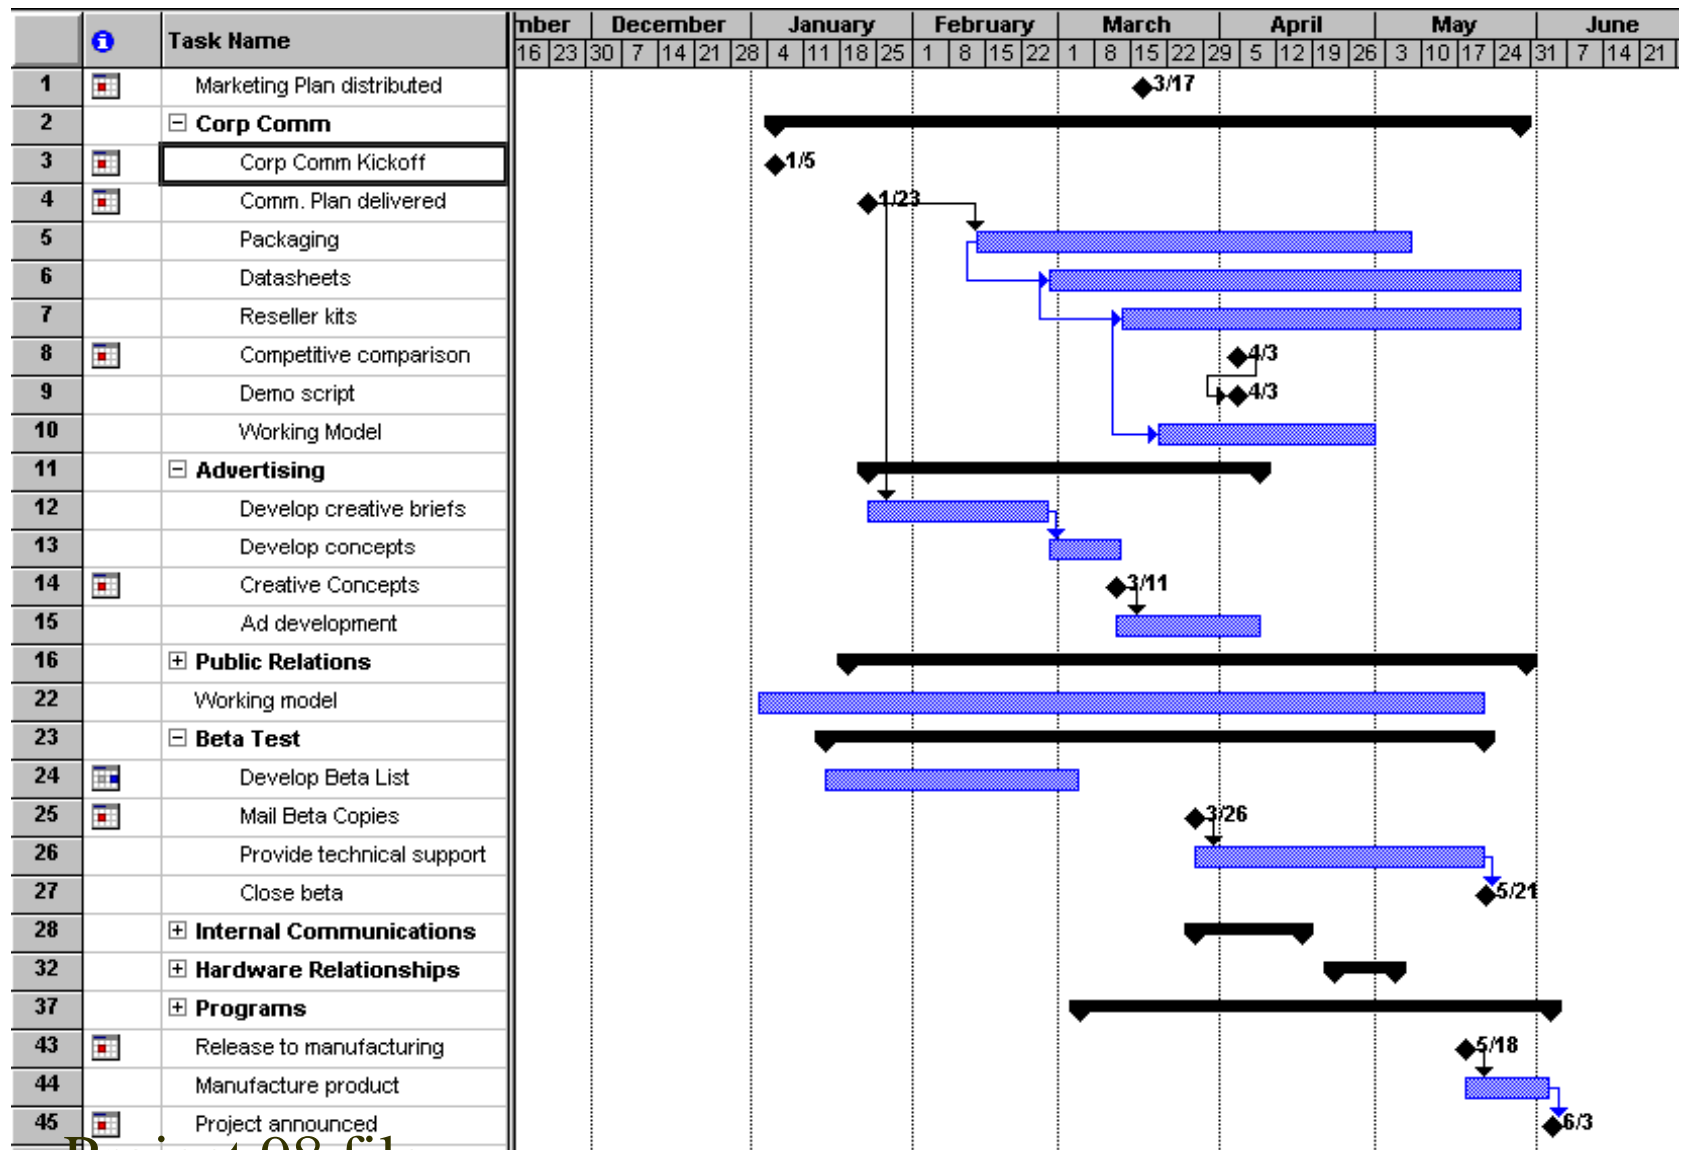 nber December January February March April May June
Task Name
16 23 30 7 14 21 28 4 11 18 25 1 8 15 22 1 8 15 22 29 5 12 19 26 3 10 17 24 31 7 14 21
1 Marketing Plan distributed 3/17
2 Corp Comm
3 Corp Comm Kickoff 1/5
4 Comm. Plan delivered 1/23
5 Packaging
6 Datasheets
7 Reseller kits
8 Competitive comparison 4/3
9 Demo script 4/3
10 Working Model
11 Advertising
12 Develop creative briefs
13 Develop concepts
14 Creative Concepts 3/11
15 Ad development
16 Public Relations
22 Working model
23 Beta Test
24 Develop Beta List
25 Mail Beta Copies 3/26
26 Provide technical support
27 Close beta 5/21
28 Internal Communications
32 Hardware Relationships
37 Programs
43 Release to manufacturing 5/18
44 Manufacture product
45 Project announced 6/3